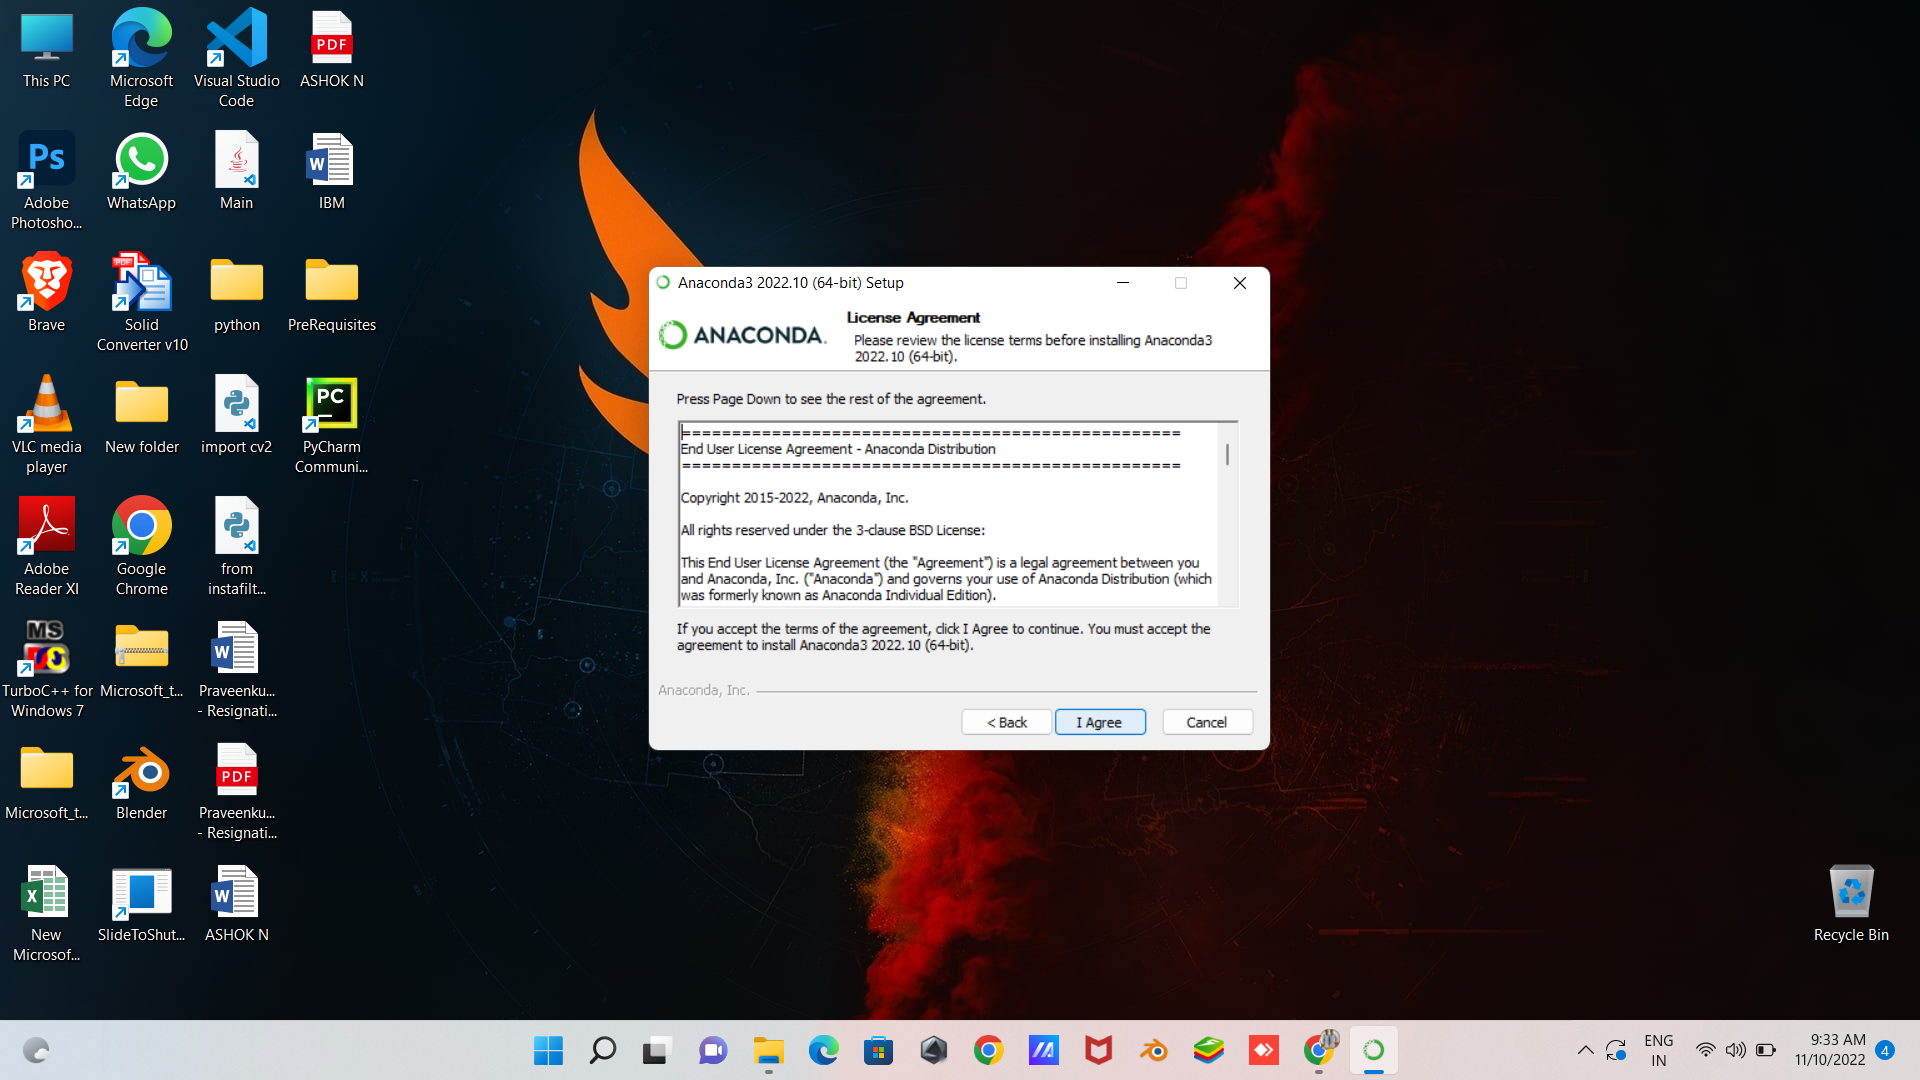 This PC
Microsoft
Edge
Visual Studio
Code
PDF
ASHOK N
Ps
Adobe
Photosho...
WhatsApp
Main
W
IBM
Brave
PDF
Solid
Converter v10
python
PreRequisites
VLC media
player
New folder
import cv2
PC
PyCharm
Communi...
Adobe
Reader XI
Google
Chrome
from
instafilt...
MS
TurboC++ for
Windows 7
Microsoft_t...
W
Praveenku...
- Resignati...
Microsoft_t...
Blender
PDF
Praveenku...
- Resignati...
X
New
Microsof...
SlideToShut...
W
ASHOK N
Anaconda3 2022.10 (64-bit) Setup
ANACONDA.
License Agreement
Please review the license terms before installing Anaconda3
2022.10 (64-bit).
Press Page Down to see the rest of the agreement.
==================================================
End User License Agreement - Anaconda Distribution
==================================================
Copyright 2015-2022, Anaconda, Inc.
All rights reserved under the 3-clause BSD License:
This End User License Agreement (the "Agreement") is a legal agreement between you
and Anaconda, Inc. ("Anaconda") and governs your use of Anaconda Distribution (which
was formerly known as Anaconda Individual Edition).
If you accept the terms of the agreement, click I Agree to continue. You must accept the
agreement to install Anaconda3 2022.10 (64-bit).
Anaconda, Inc.
< Back
I Agree
Cancel
Recycle Bin
ENG
IN
9:33 AM
11/10/2022
4